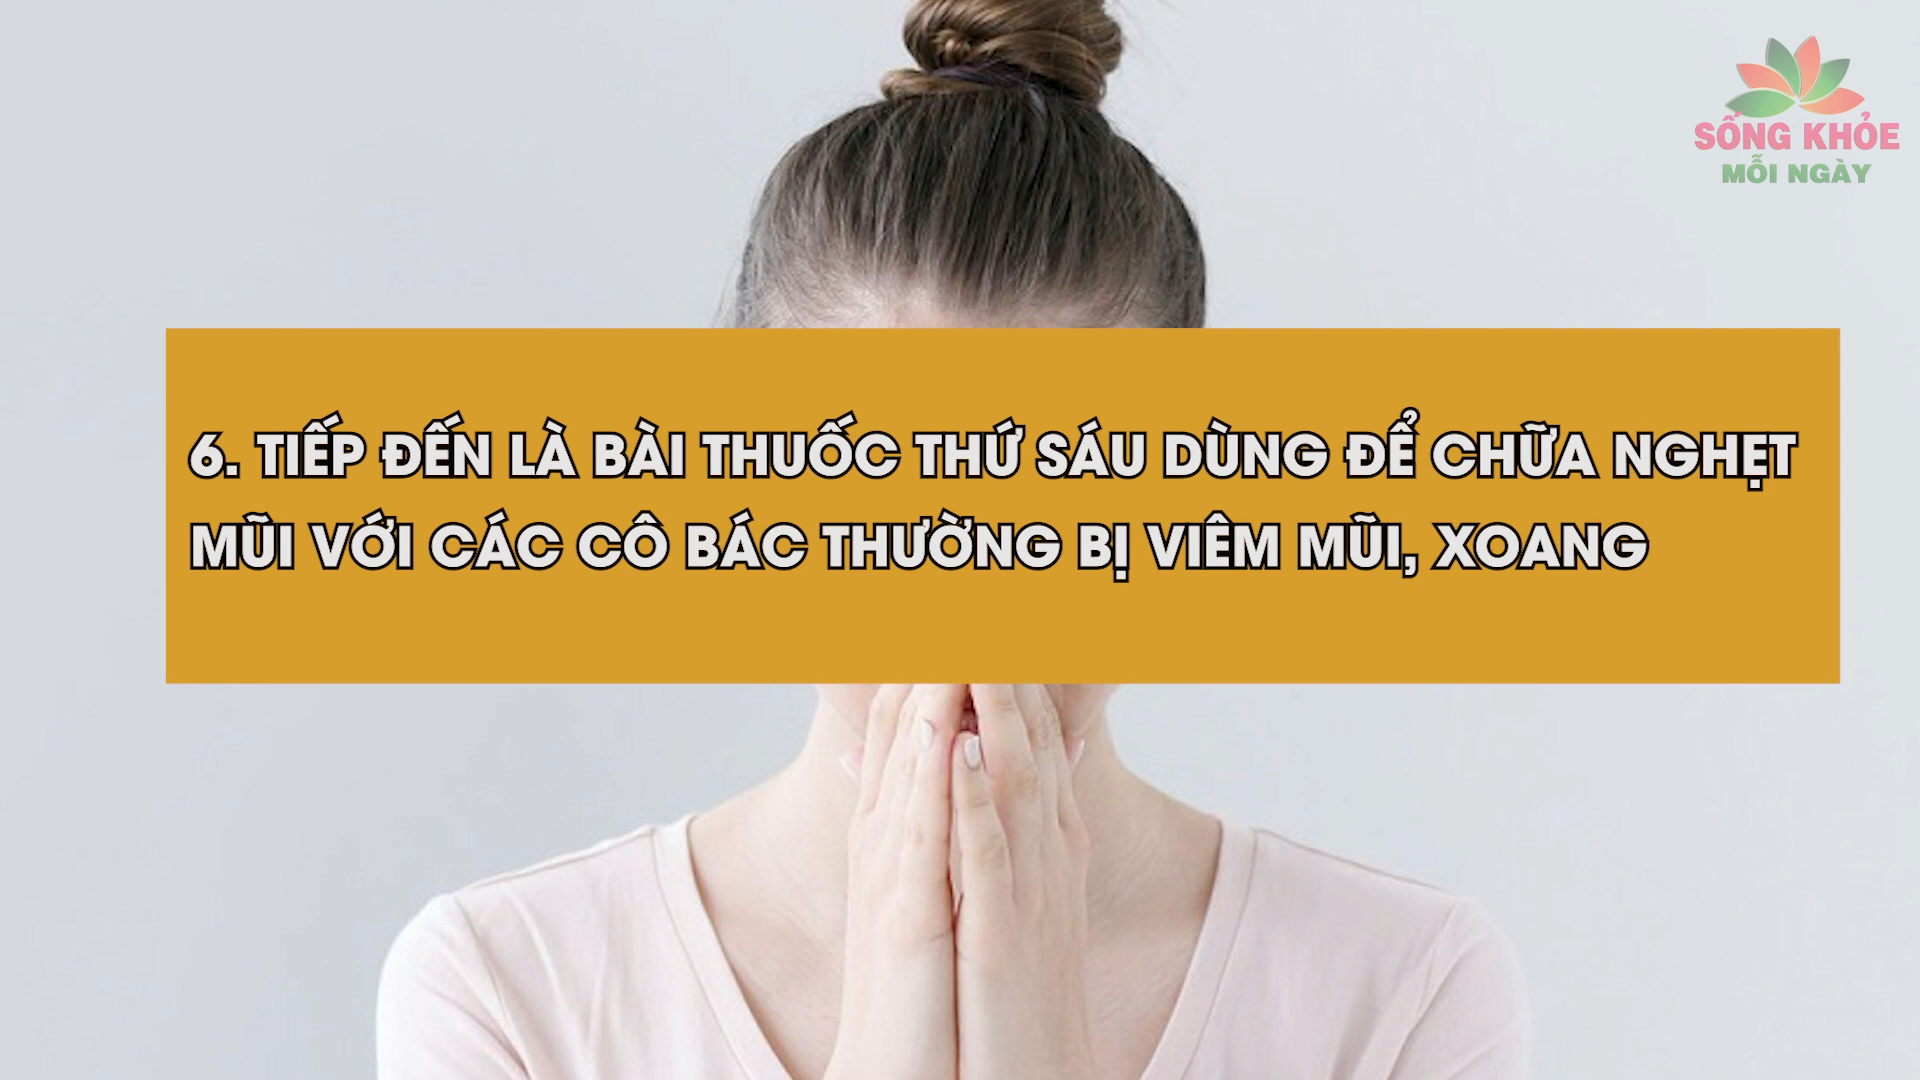 SỐNG KHỎE
MỖI NGÀY
6. TIẾP ĐẾN LÀ BÀI THUỐC THỨ SÁU DÙNG ĐỂ CHỮA NGHẸT
MŨI VỚI CÁC CÔ BÁC THƯỜNG BỊ VIÊM MŨI, XOANG